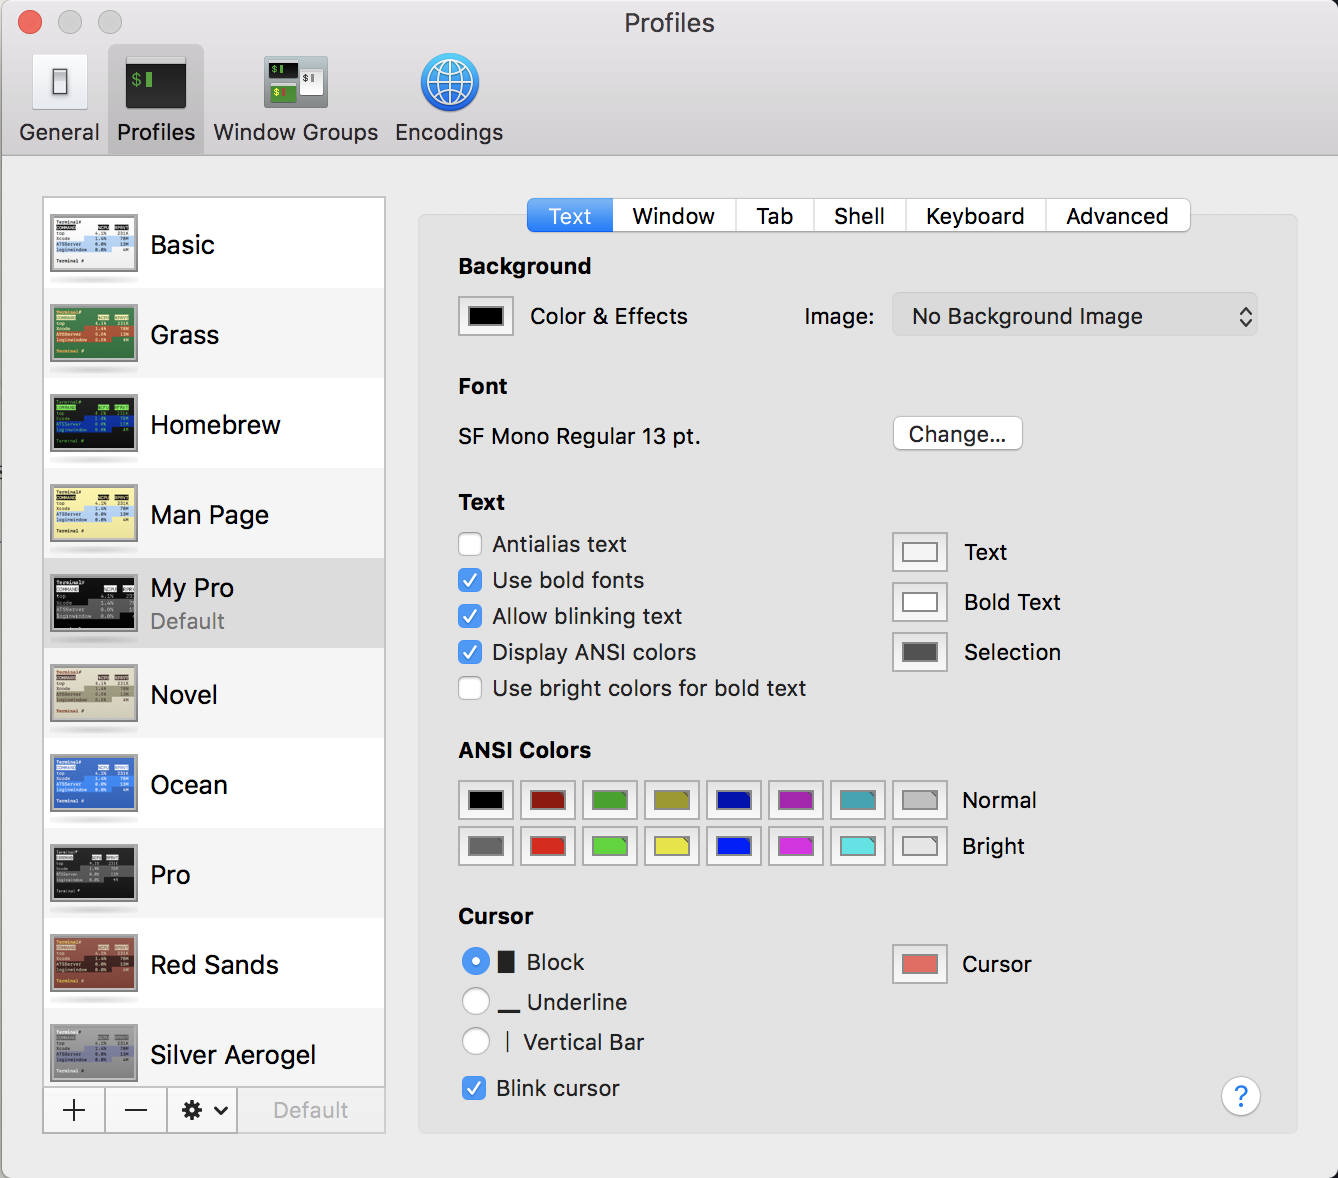 Profiles
General
Profiles
Window Groups
Encodings
Basic
Grass
Homebrew
Man Page
My Pro
Default
Novel
Ocean
Pro
Red Sands
Silver Aerogel
Default
Text Window Tab Shell Keyboard Advanced
Background
Color & Effects
Image: No Background Image
Font
SF Mono Regular 13 pt.
Change...
Text
Antialias text
Use bold fonts
Allow blinking text
Display ANSI colors
Use bright colors for bold text
Text
Bold Text
Selection
ANSI Colors
Normal
Bright
Cursor
Block
Underline
Vertical Bar
Blink cursor
Cursor
?